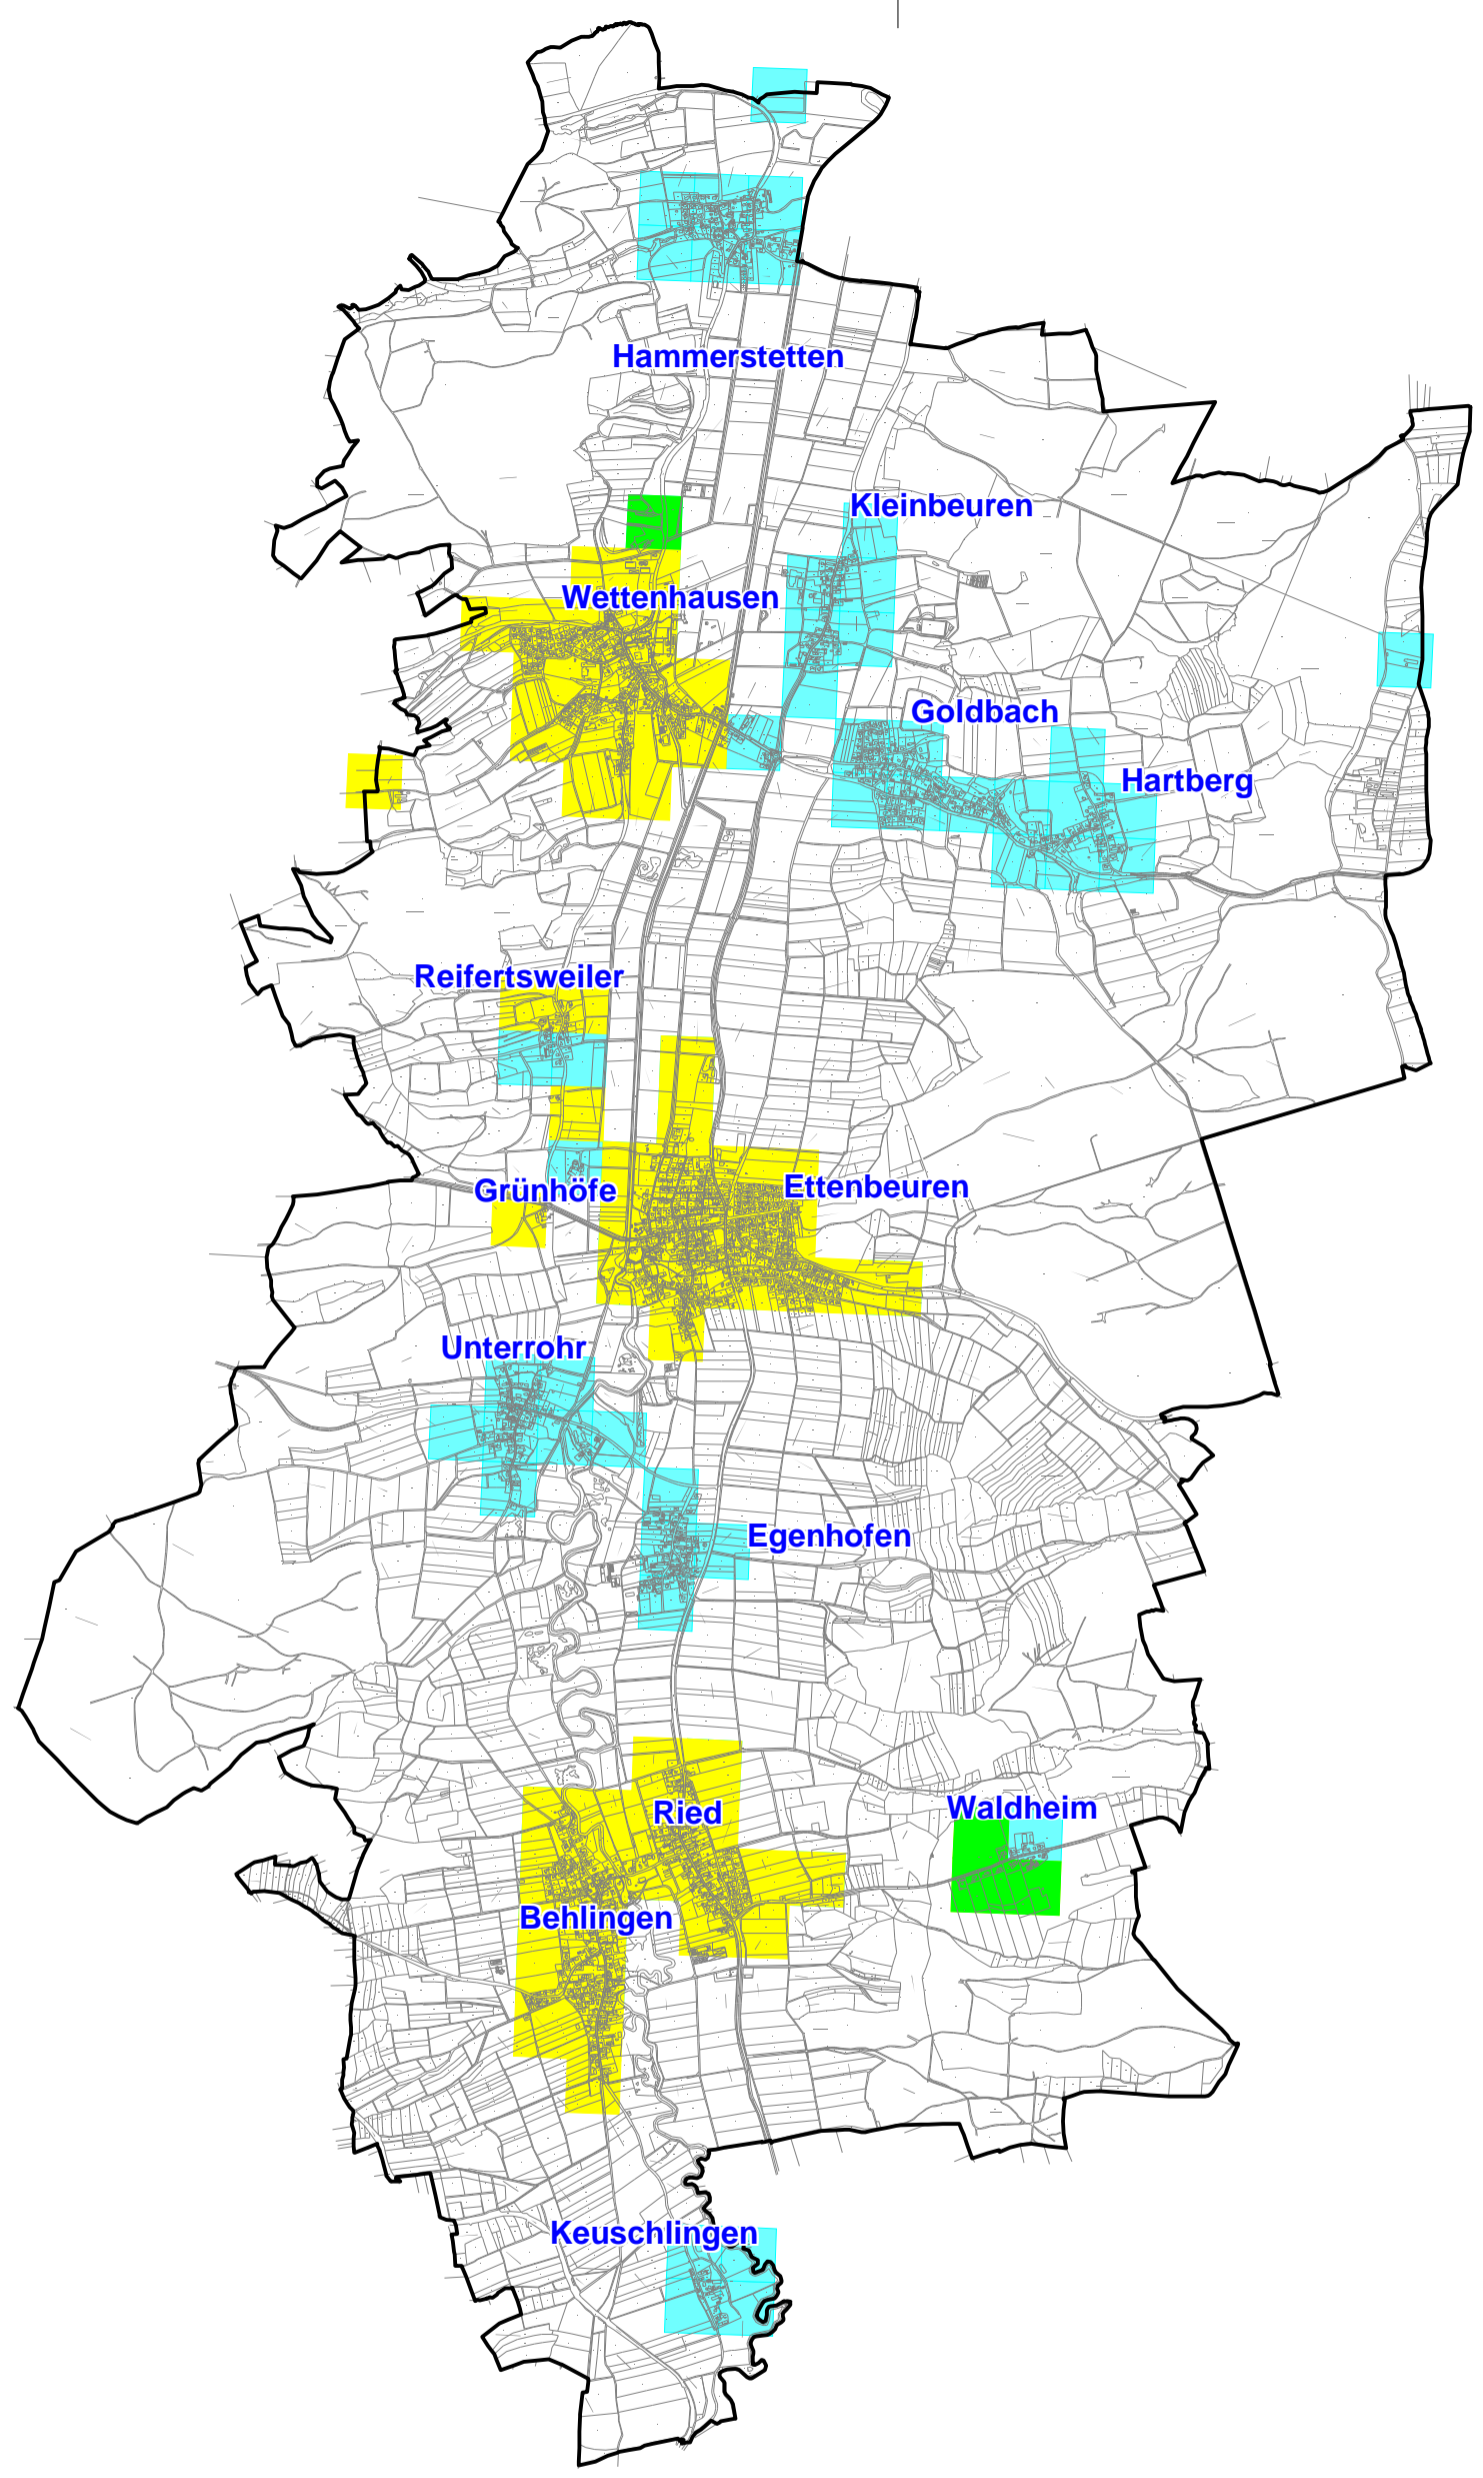 Hammerstetten
Kleinbeuren
Wettenhausen
Goldbach
Hartberg
Reifertsweiler
Grünhöfe
Ettenbeuren
Unterrohr
Egenhofen
Waldheim
Ried
Behlingen
Keuschlingen